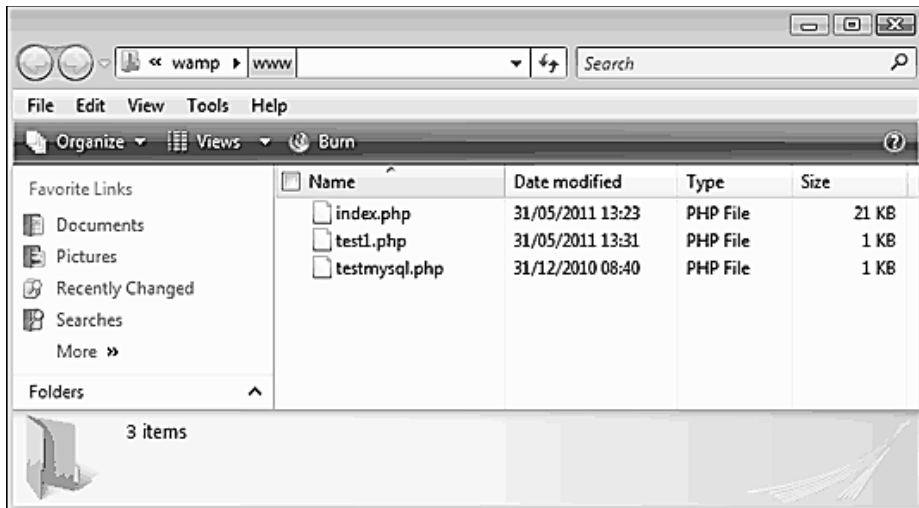 « wamp ▸ www Search
File Edit View Tools Help
Organize Views Burn
Favorite Links
Documents
Pictures
Recently Changed
Searches
More »
Folders
Name Date modified Type Size
index.php 31/05/2011 13:23 PHP File 21 KB
test1.php 31/05/2011 13:31 PHP File 1 KB
testmysql.php 31/12/2010 08:40 PHP File 1 KB
3 items